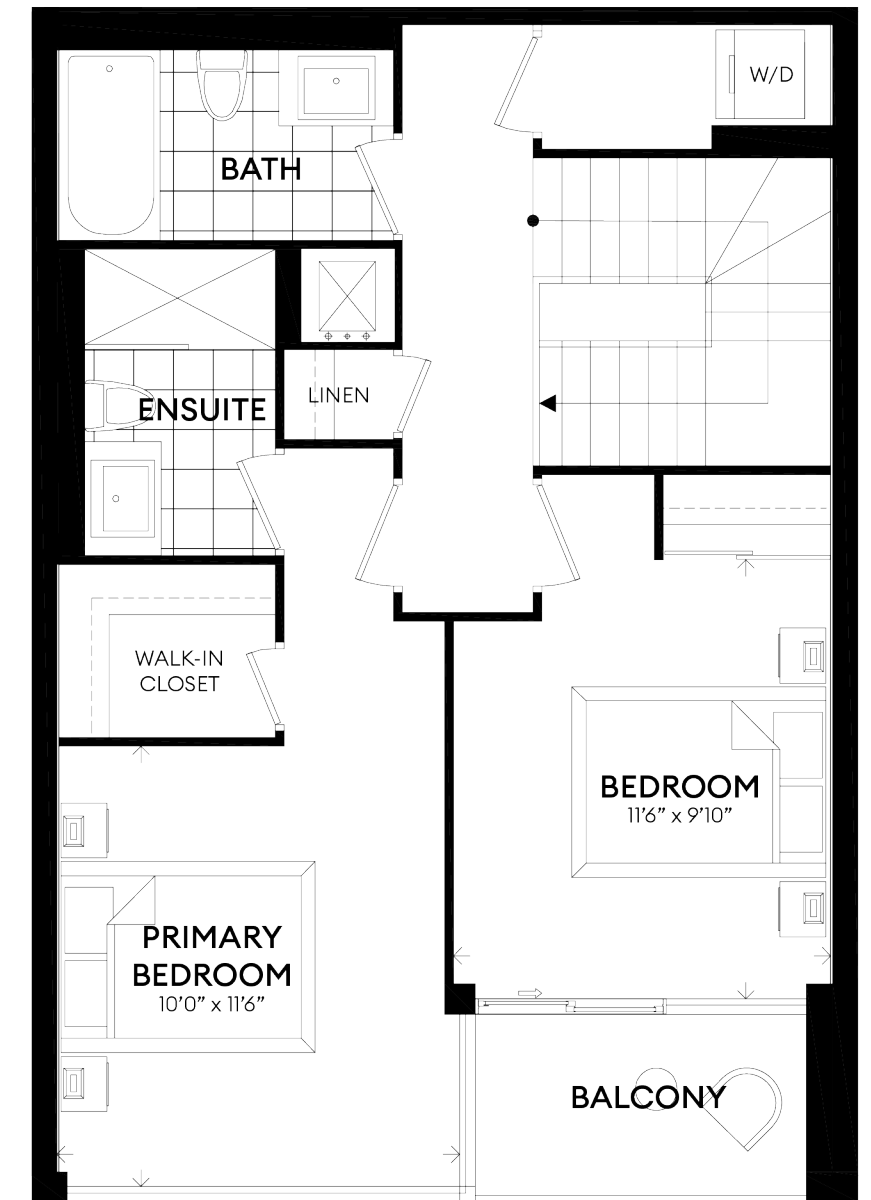 W/D
BATH
ENSUITE
LINEN
WALK-IN
CLOSET
BEDROOM
11'6" x 9'10"
PRIMARY
BEDROOM
10'0" x 11'6"
BALCONY